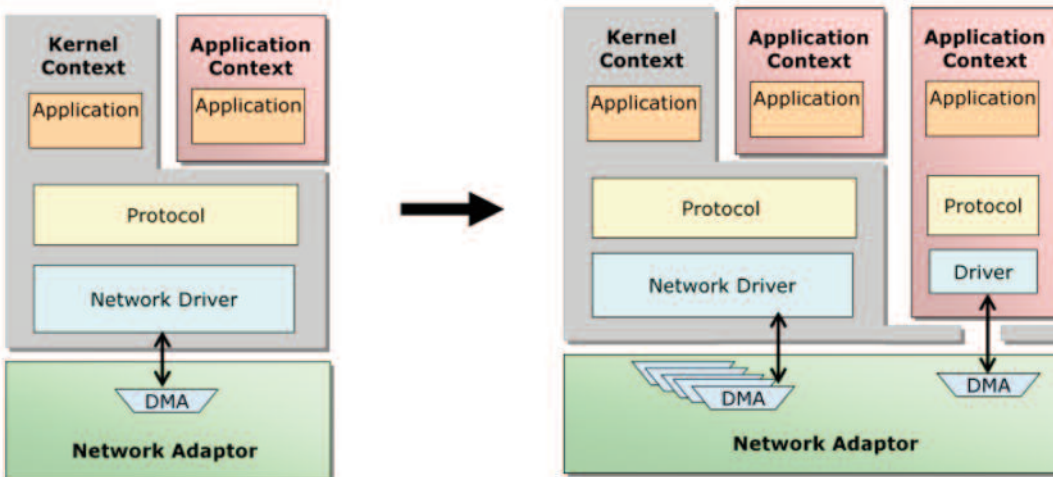 Kernel
Context
Application
Application
Context
Application
Protocol
Network Driver
DMA
Network Adaptor
Kernel
Context
Application
Application
Context
Application
Application
Context
Application
Protocol
Network Driver
Protocol
Driver
DMA
DMA
Network Adaptor